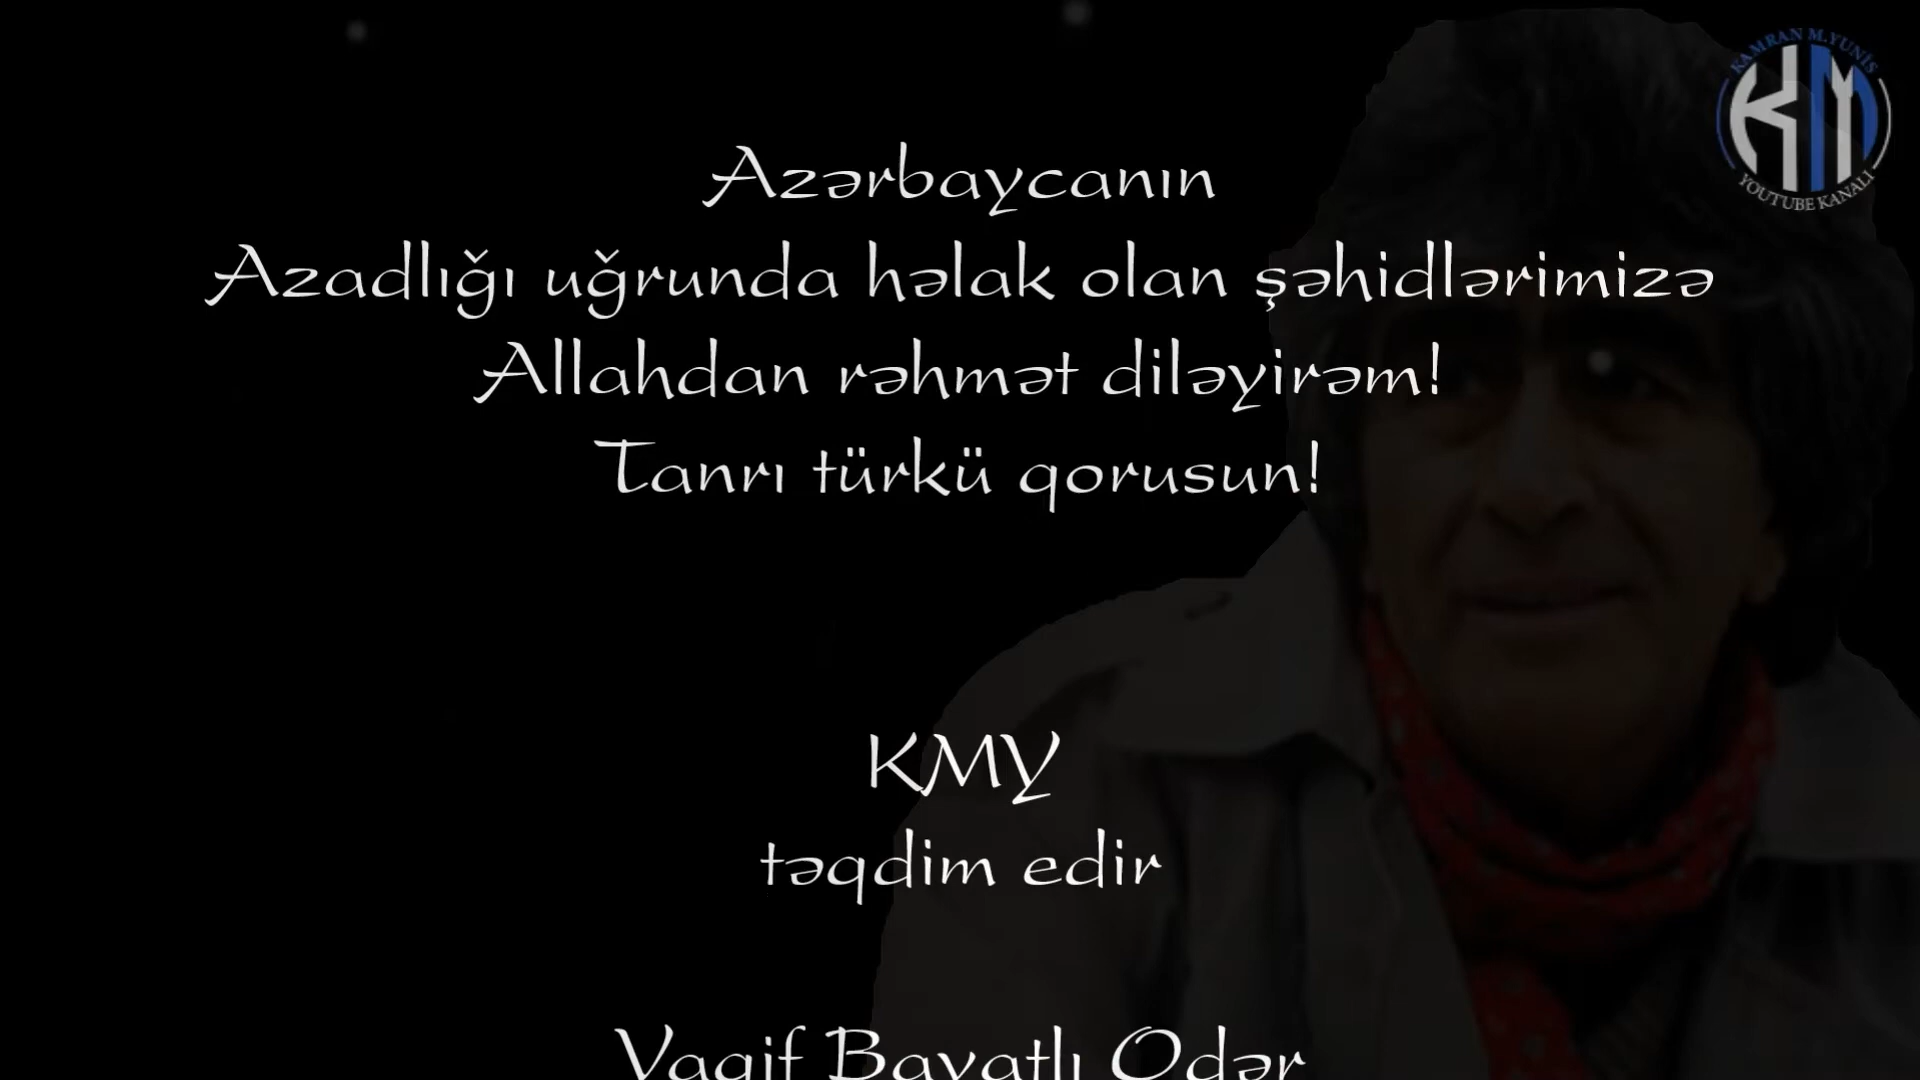 KAMRAN M.YUNİS
KM
YOUTUBE KANALI
Azərbaycanın
Azadlığı uğrunda həlak olan şəhidlərimizə
Allahdan rəhmət diləyirəm!
Tanrı türkü qorusun!
KMY
təqdim edir
Vaqif Bayatlı Odər